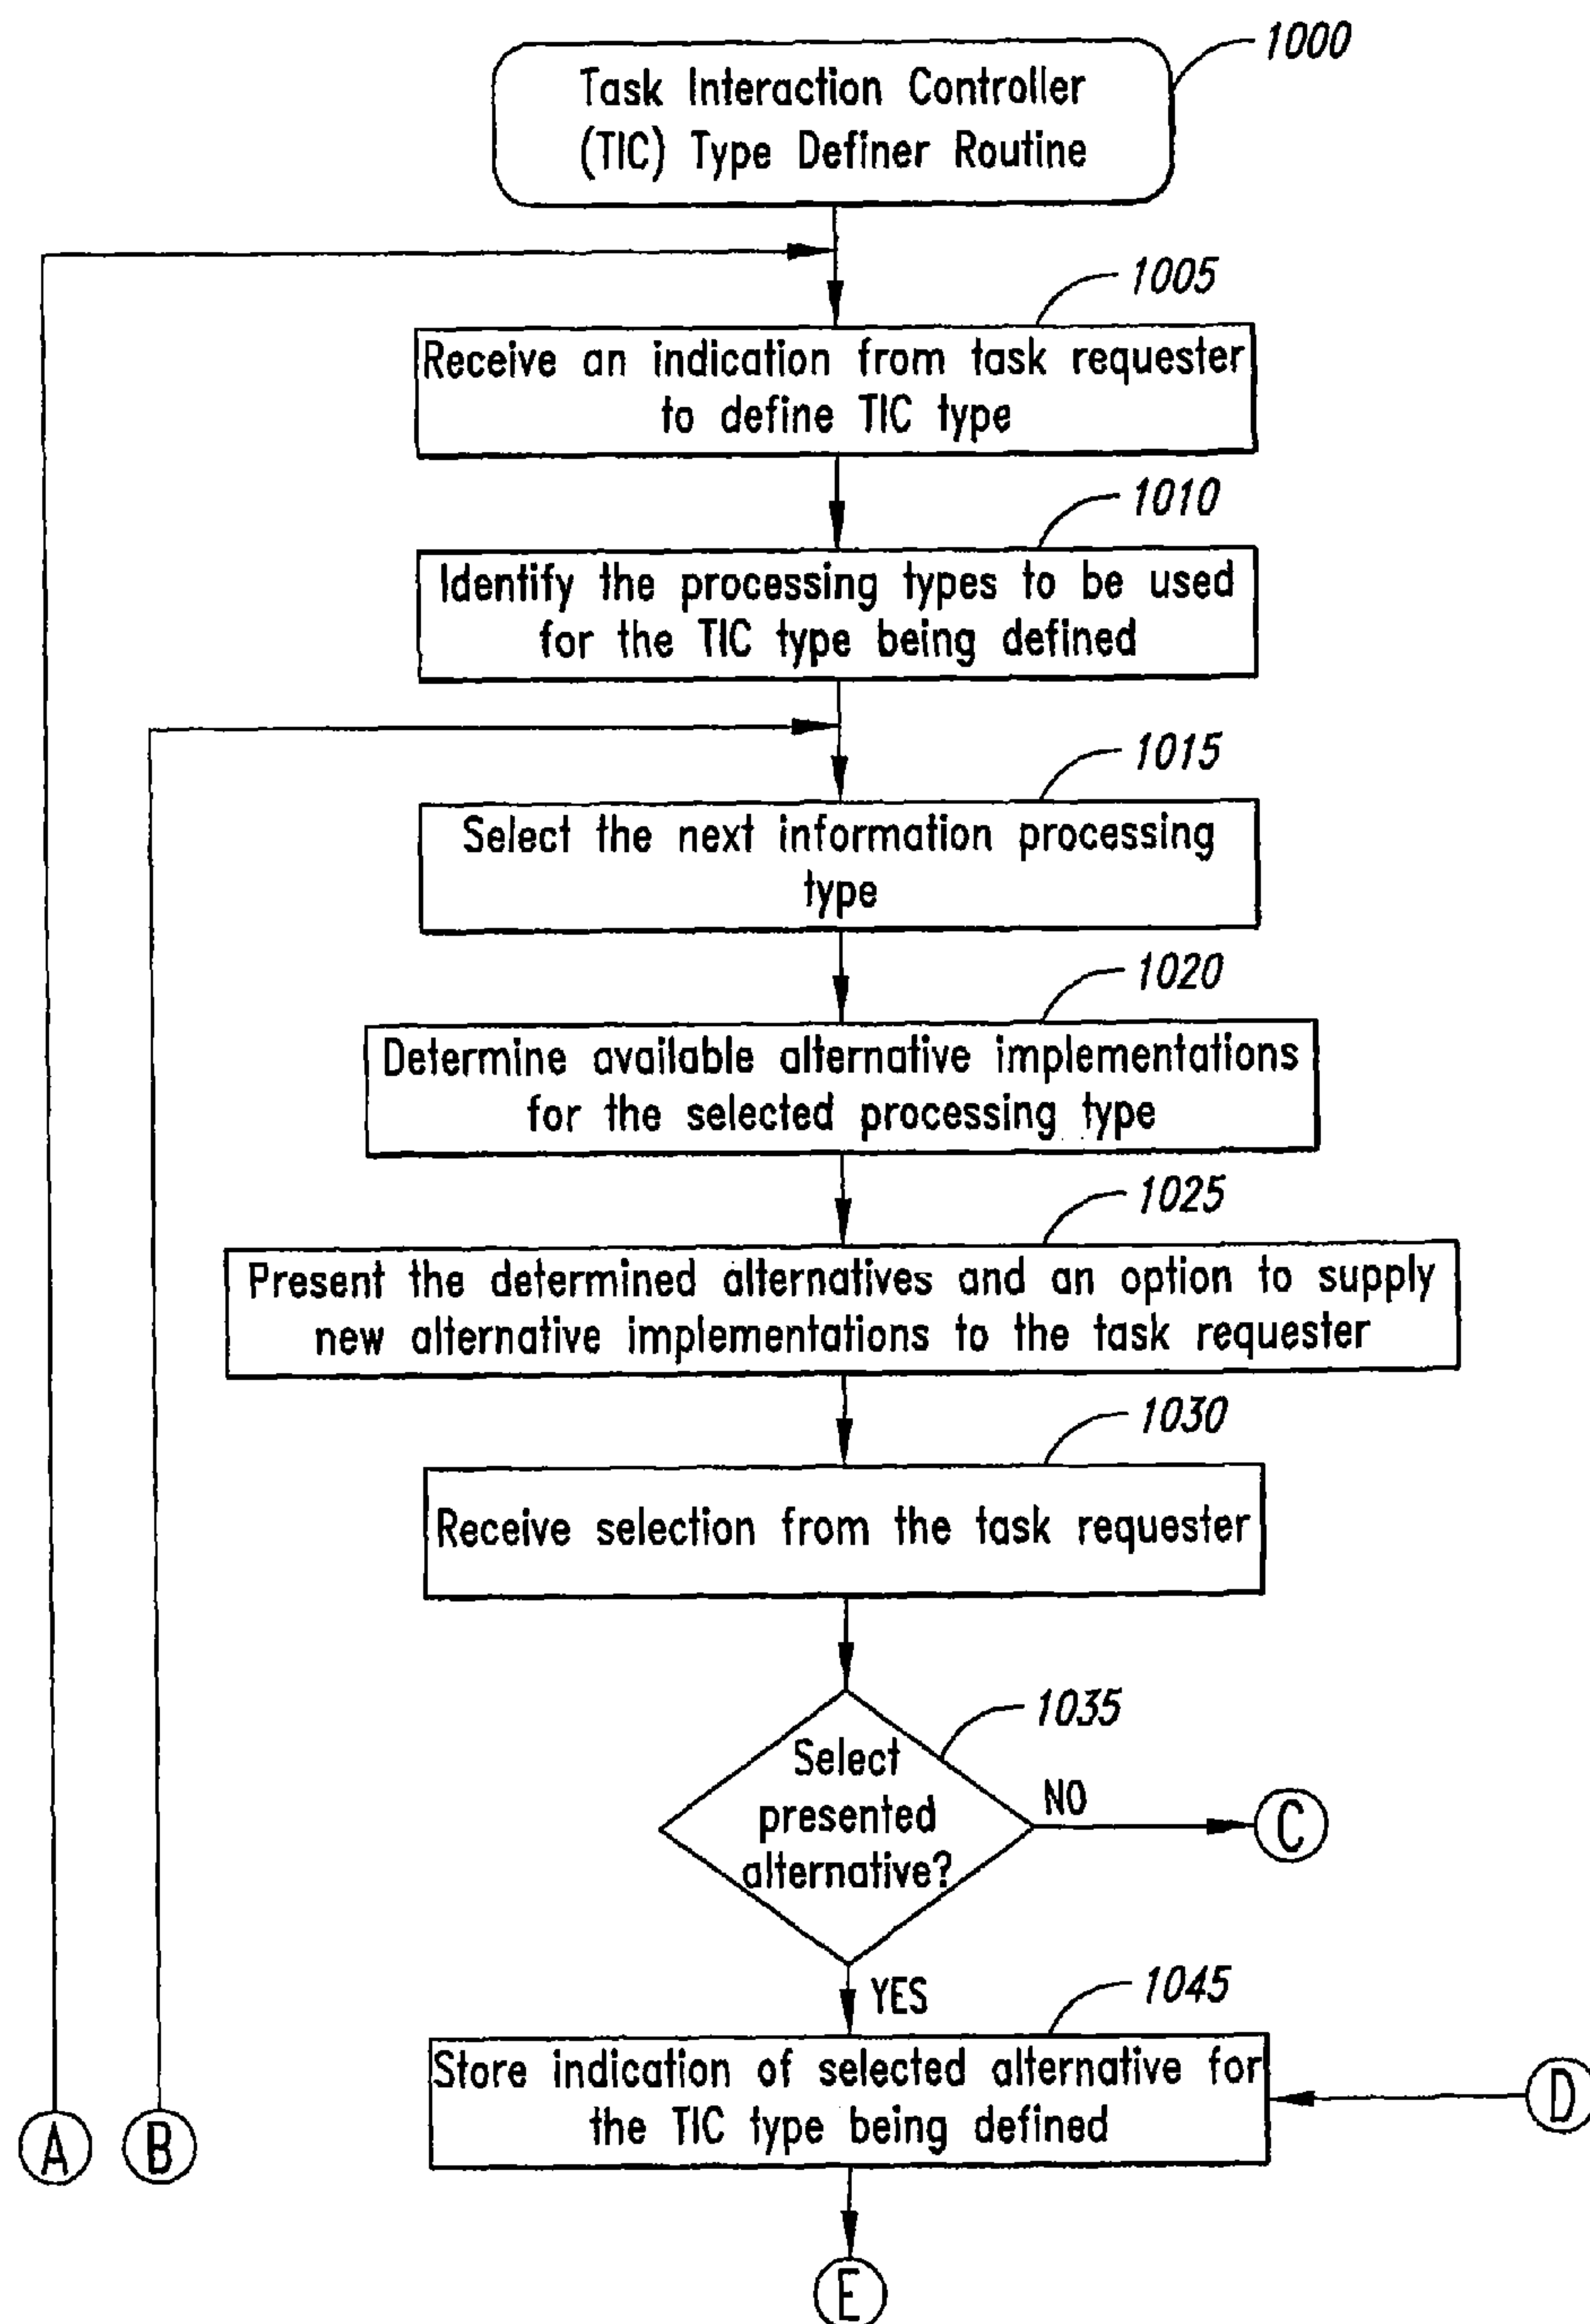 1000
Task Interaction Controller
(TIC) Type Definer Routine
1005
Receive an indication from task requester
to define TIC type
1010
Identify the processing types to be used
for the TIC type being defined
1015
Select the next information processing
type
1020
Determine available alternative implementations
for the selected processing type
1025
Present the determined alternatives and an option to supply
new alternative implementations to the task requester
1030
Receive selection from the task requester
1035
Select
presented
alternative?
NO
C
YES
1045
Store indication of selected alternative for
the TIC type being defined
D
A
B
E